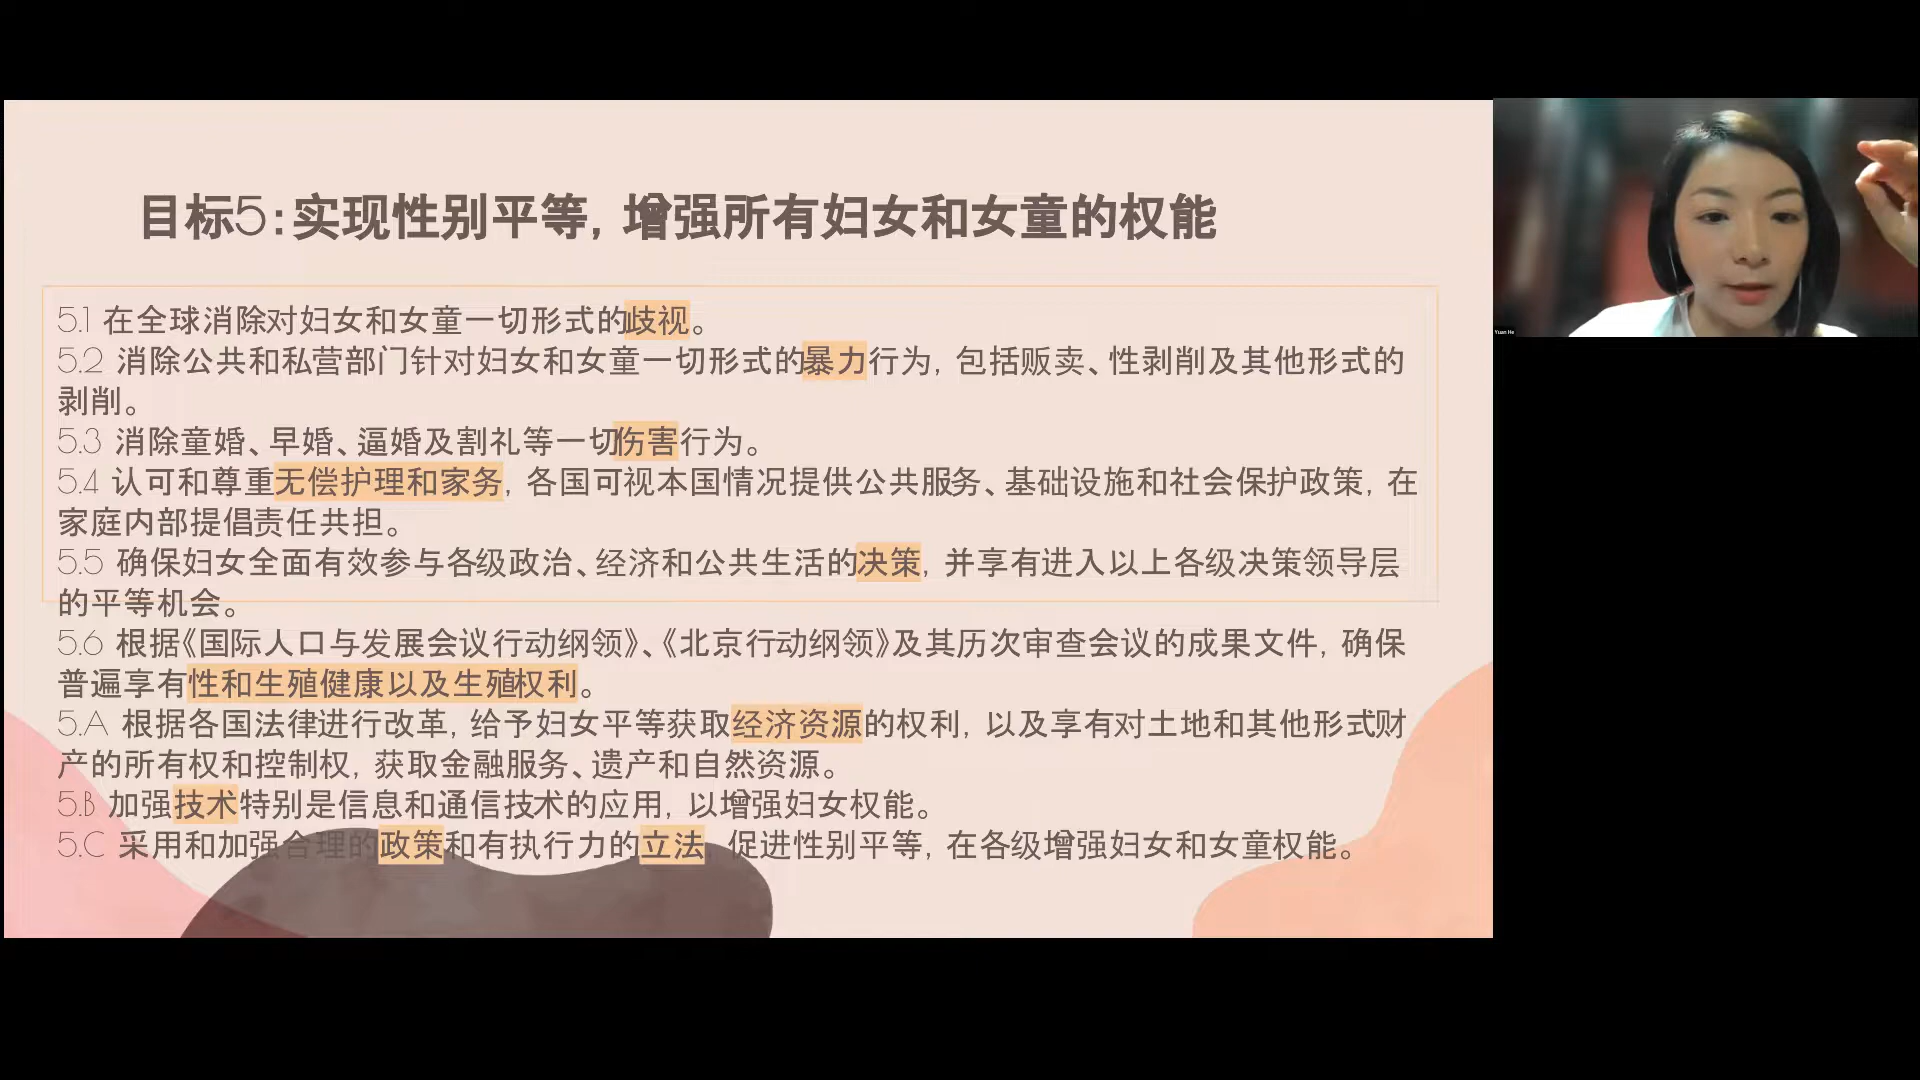 目标5:实现性别平等，增强所有妇女和女童的权能
5.1 在全球消除对妇女和女童一切形式的歧视。
5.2 消除公共和私营部门针对妇女和女童一切形式的暴力行为，包括贩卖、性剥削及其他形式的
剥削。
5.3 消除童婚、早婚、逼婚及割礼等一切伤害行为。
5.4 认可和尊重无偿护理和家务，各国可视本国情况提供公共服务、基础设施和社会保护政策，在
家庭内部提倡责任共担。
5.5 确保妇女全面有效参与各级政治、经济和公共生活的决策，并享有进入以上各级决策领导层
的平等机会。
5.6 根据《国际人口与发展会议行动纲领》、《北京行动纲领》及其历次审查会议的成果文件，确保
普遍享有性和生殖健康以及生殖权利。
5.A 根据各国法律进行改革，给予妇女平等获取经济资源的权利，以及享有对土地和其他形式财
产的所有权和控制权，获取金融服务、遗产和自然资源。
5.B 加强技术特别是信息和通信技术的应用，以增强妇女权能。
5.C 采用和加强合理的政策和有执行力的立法，促进性别平等，在各级增强妇女和女童权能。
Yuan He